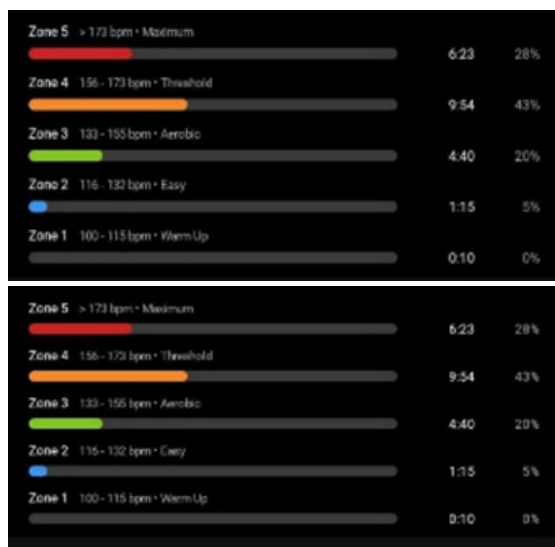 Zone 5 > 173 bpm • Maximum
6:23 28%
Zone 4 156 - 173 bpm • Threshold
9:54 43%
Zone 3 133 - 155 bpm • Aerobic
4:40 20%
Zone 2 116 - 132 bpm • Easy
1:15 5%
Zone 1 100 - 115 bpm • Warm Up
0:10 0%
Zone 5 > 173 bpm • Maximum
6:23 28%
Zone 4 156 - 173 bpm • Threshold
9:54 43%
Zone 3 133 - 155 bpm • Aerobic
4:40 20%
Zone 2 116 - 132 bpm • Easy
1:15 5%
Zone 1 100 - 115 bpm • Warm Up
0:10 0%